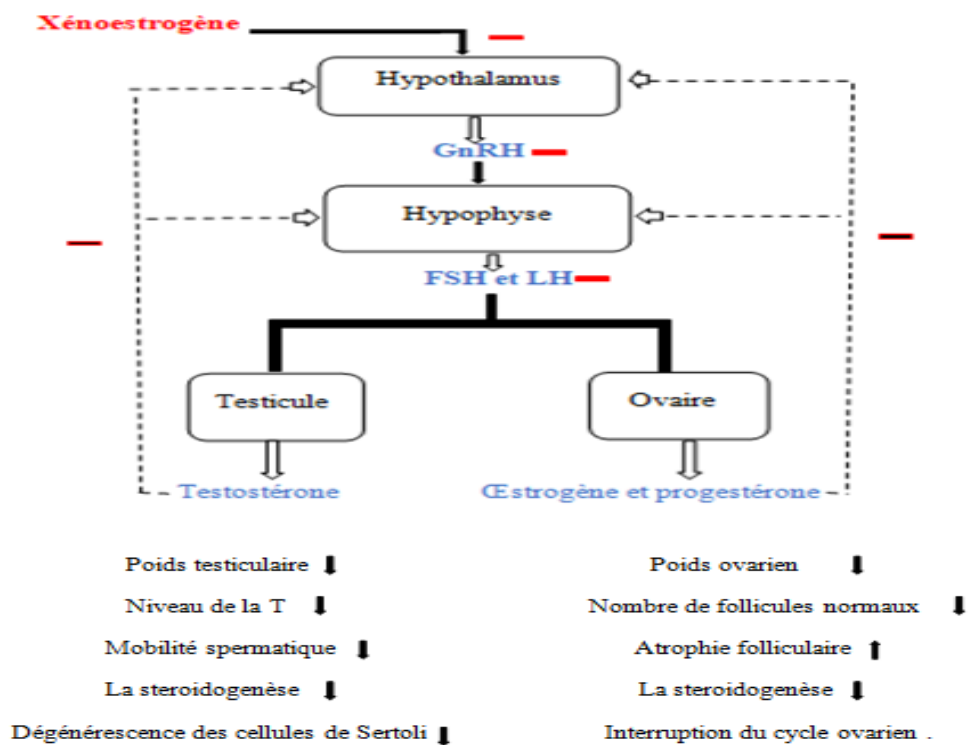 Xénoestrogène
Hypothalamus
GnRH
Hypophyse
FSH et LH
Testicule
Ovaire
Testostérone
Œstrogène et progestérone
Poids testiculaire
Poids ovarien
Niveau de la T
Nombre de follicules normaux
Mobilité spermatique
Atrophie folliculaire
La steroidogenèse
La steroidogenèse
Dégénérescence des cellules de Sertoli
Interruption du cycle ovarien .